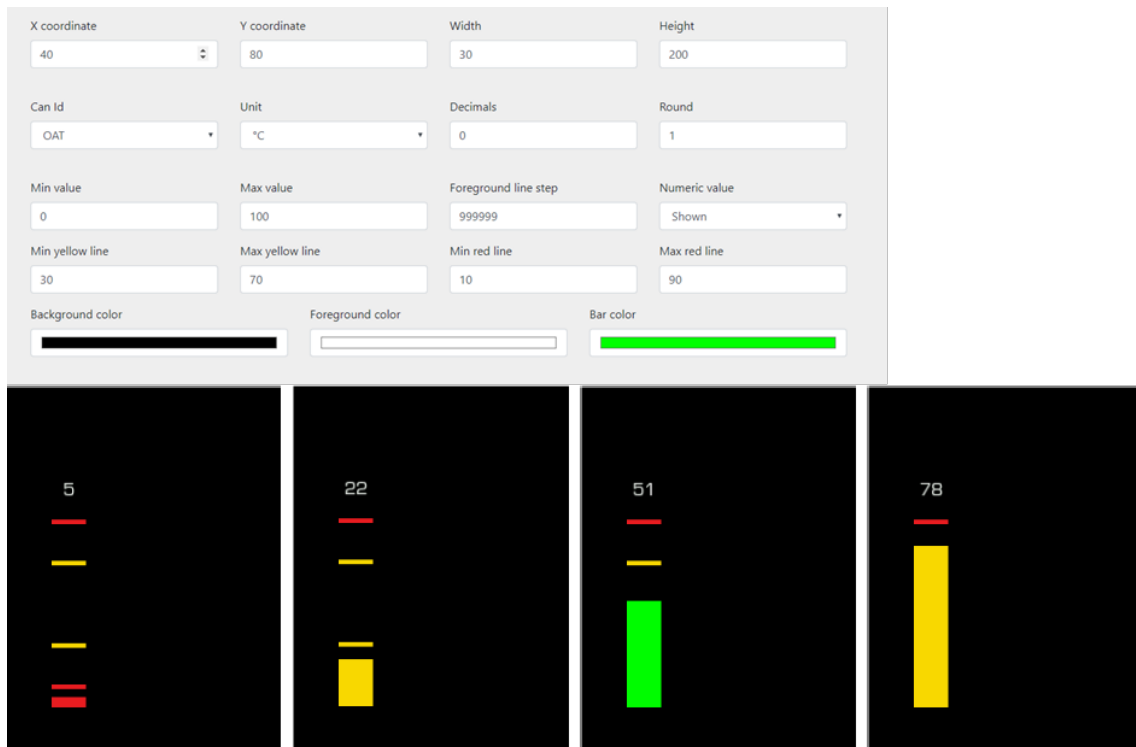 X coordinate Y coordinate Width Height
40 80 30 200
Can Id Unit Decimals Round
OAT °C 0 1
Min value Max value Foreground line step Numeric value
0 100 999999 Shown
Min yellow line Max yellow line Min red line Max red line
30 70 10 90
Background color Foreground color Bar color
5 22 51 78